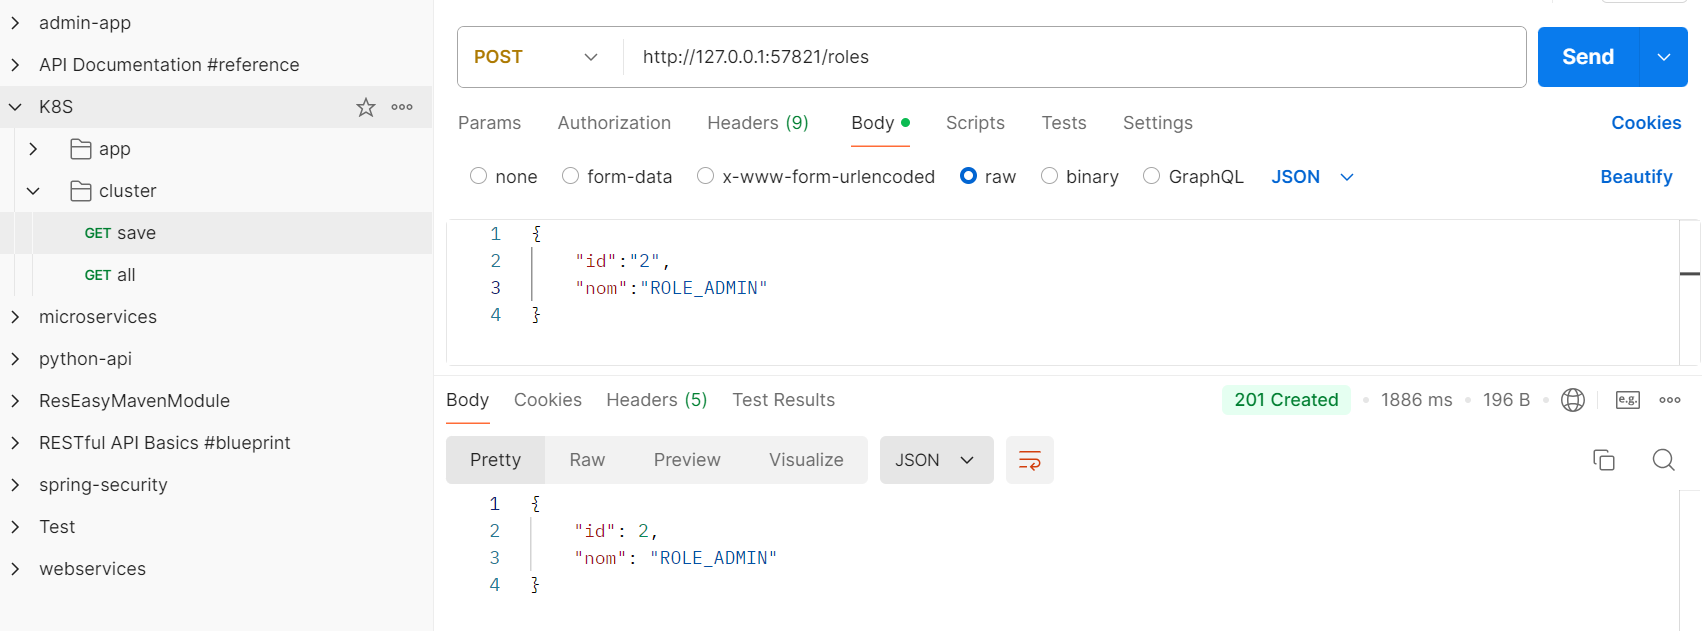 admin-app
API Documentation #reference
K8S
app
cluster
GET save
GET all
microservices
python-api
ResEasyMavenModule
RESTful API Basics #blueprint
spring-security
Test
webservices
POST http://127.0.0.1:57821/roles Send
Params Authorization Headers (9) Body Scripts Tests Settings Cookies
none form-data x-www-form-urlencoded raw binary GraphQL JSON Beautify
1 {
2 "id":"2",
3 "nom":"ROLE_ADMIN"
4 }
Body Cookies Headers (5) Test Results 201 Created 1886 ms 196 B e.g.
Pretty Raw Preview Visualize JSON
1 {
2 "id": 2,
3 "nom": "ROLE_ADMIN"
4 }